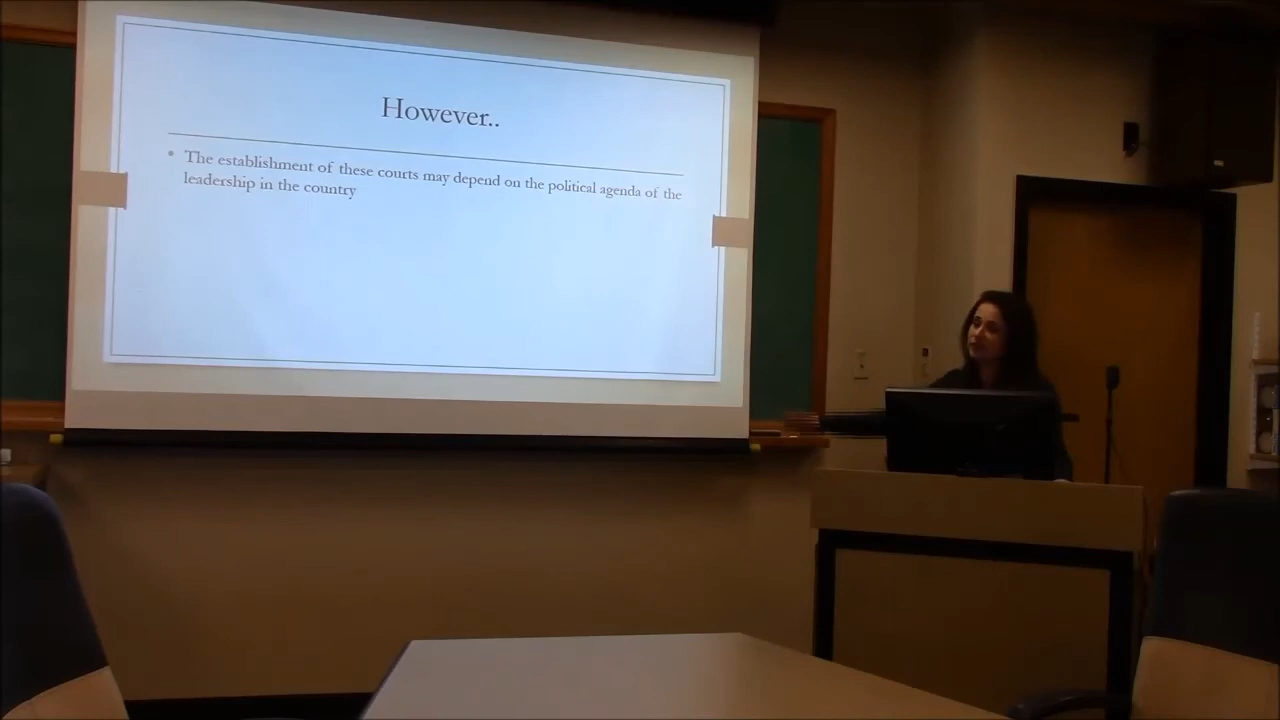 However..
• The establishment of these courts may depend on the political agenda of the
leadership in the country